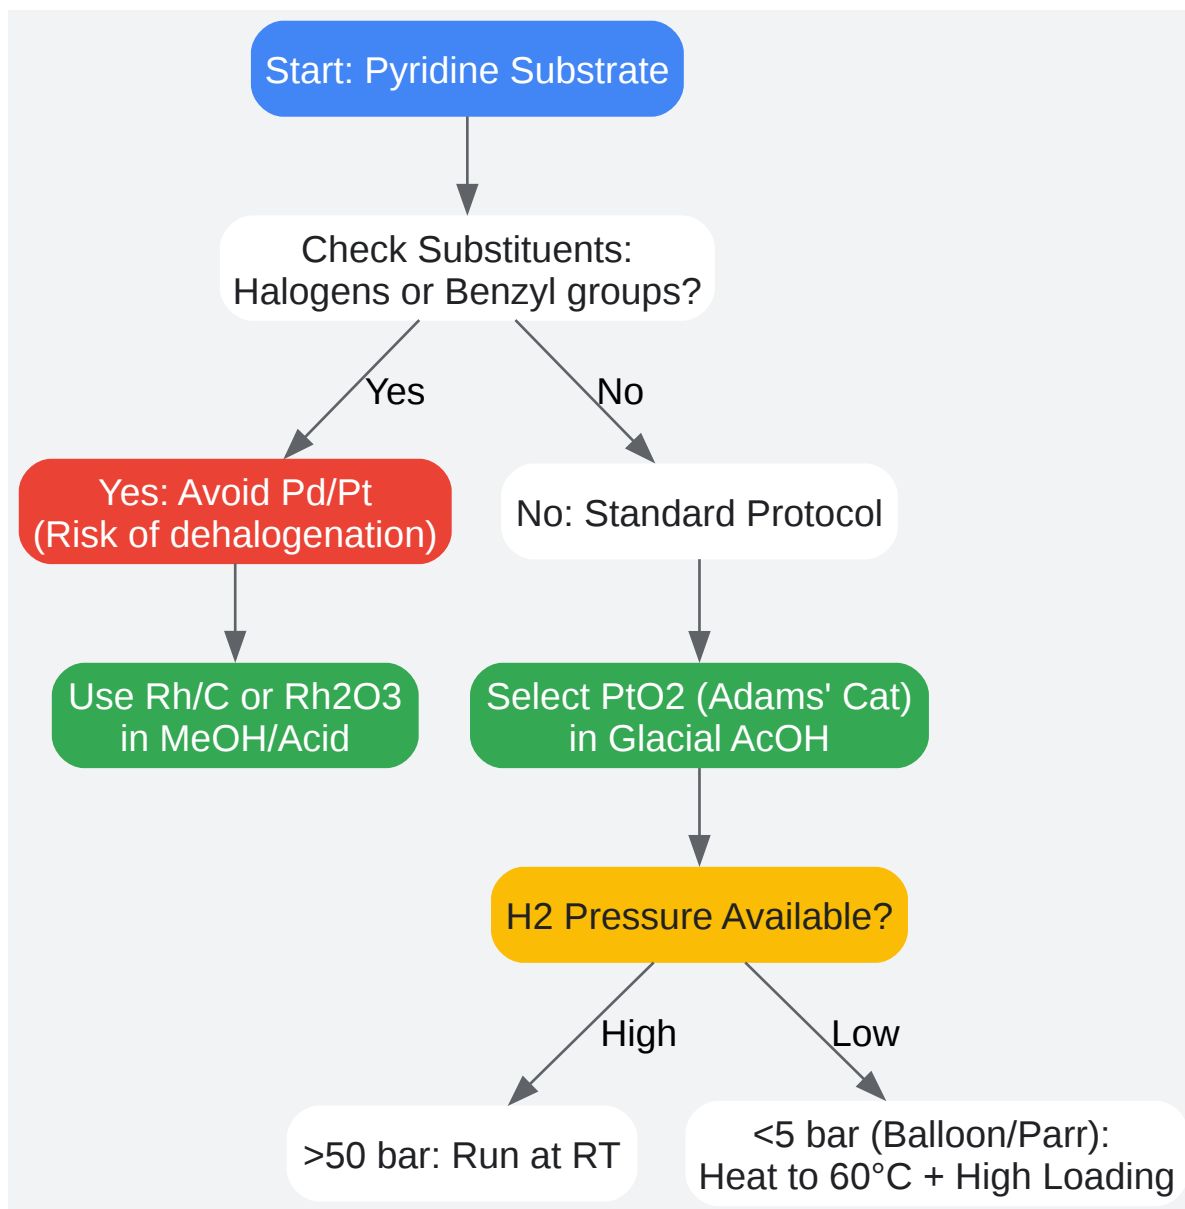 Start: Pyridine Substrate
Check Substituents:
Halogens or Benzyl groups?
Yes
No
Yes: Avoid Pd/Pt
(Risk of dehalogenation)
No: Standard Protocol
Use Rh/C or Rh2O3
in MeOH/Acid
Select PtO2 (Adams' Cat)
in Glacial AcOH
H2 Pressure Available?
High
Low
>50 bar: Run at RT
<5 bar (Balloon/Parr):
Heat to 60°C + High Loading